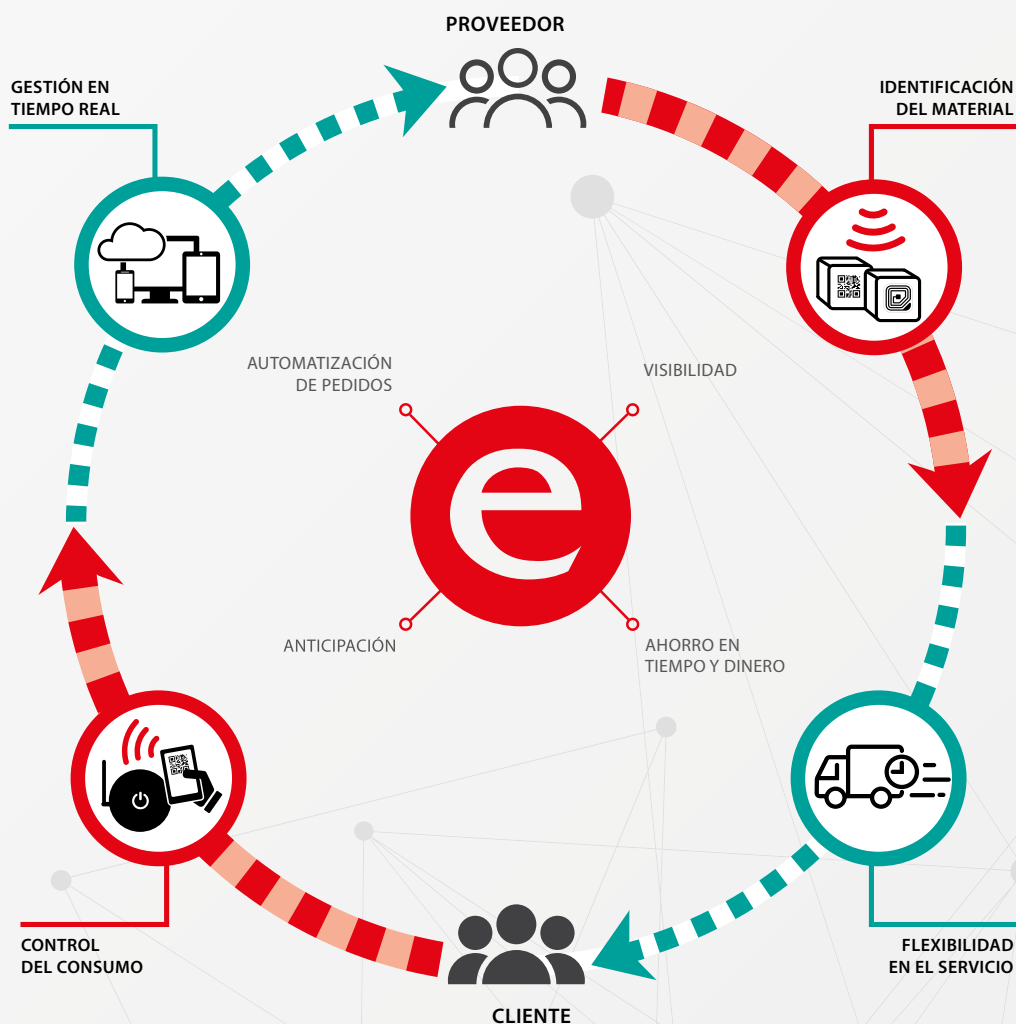 PROVEEDOR
GESTIÓN EN
TIEMPO REAL
IDENTIFICACIÓN
DEL MATERIAL
AUTOMATIZACIÓN
DE PEDIDOS
VISIBILIDAD
e
ANTICIPACIÓN
AHORRO EN
TIEMPO Y DINERO
CONTROL
DEL CONSUMO
FLEXIBILIDAD
EN EL SERVICIO
CLIENTE